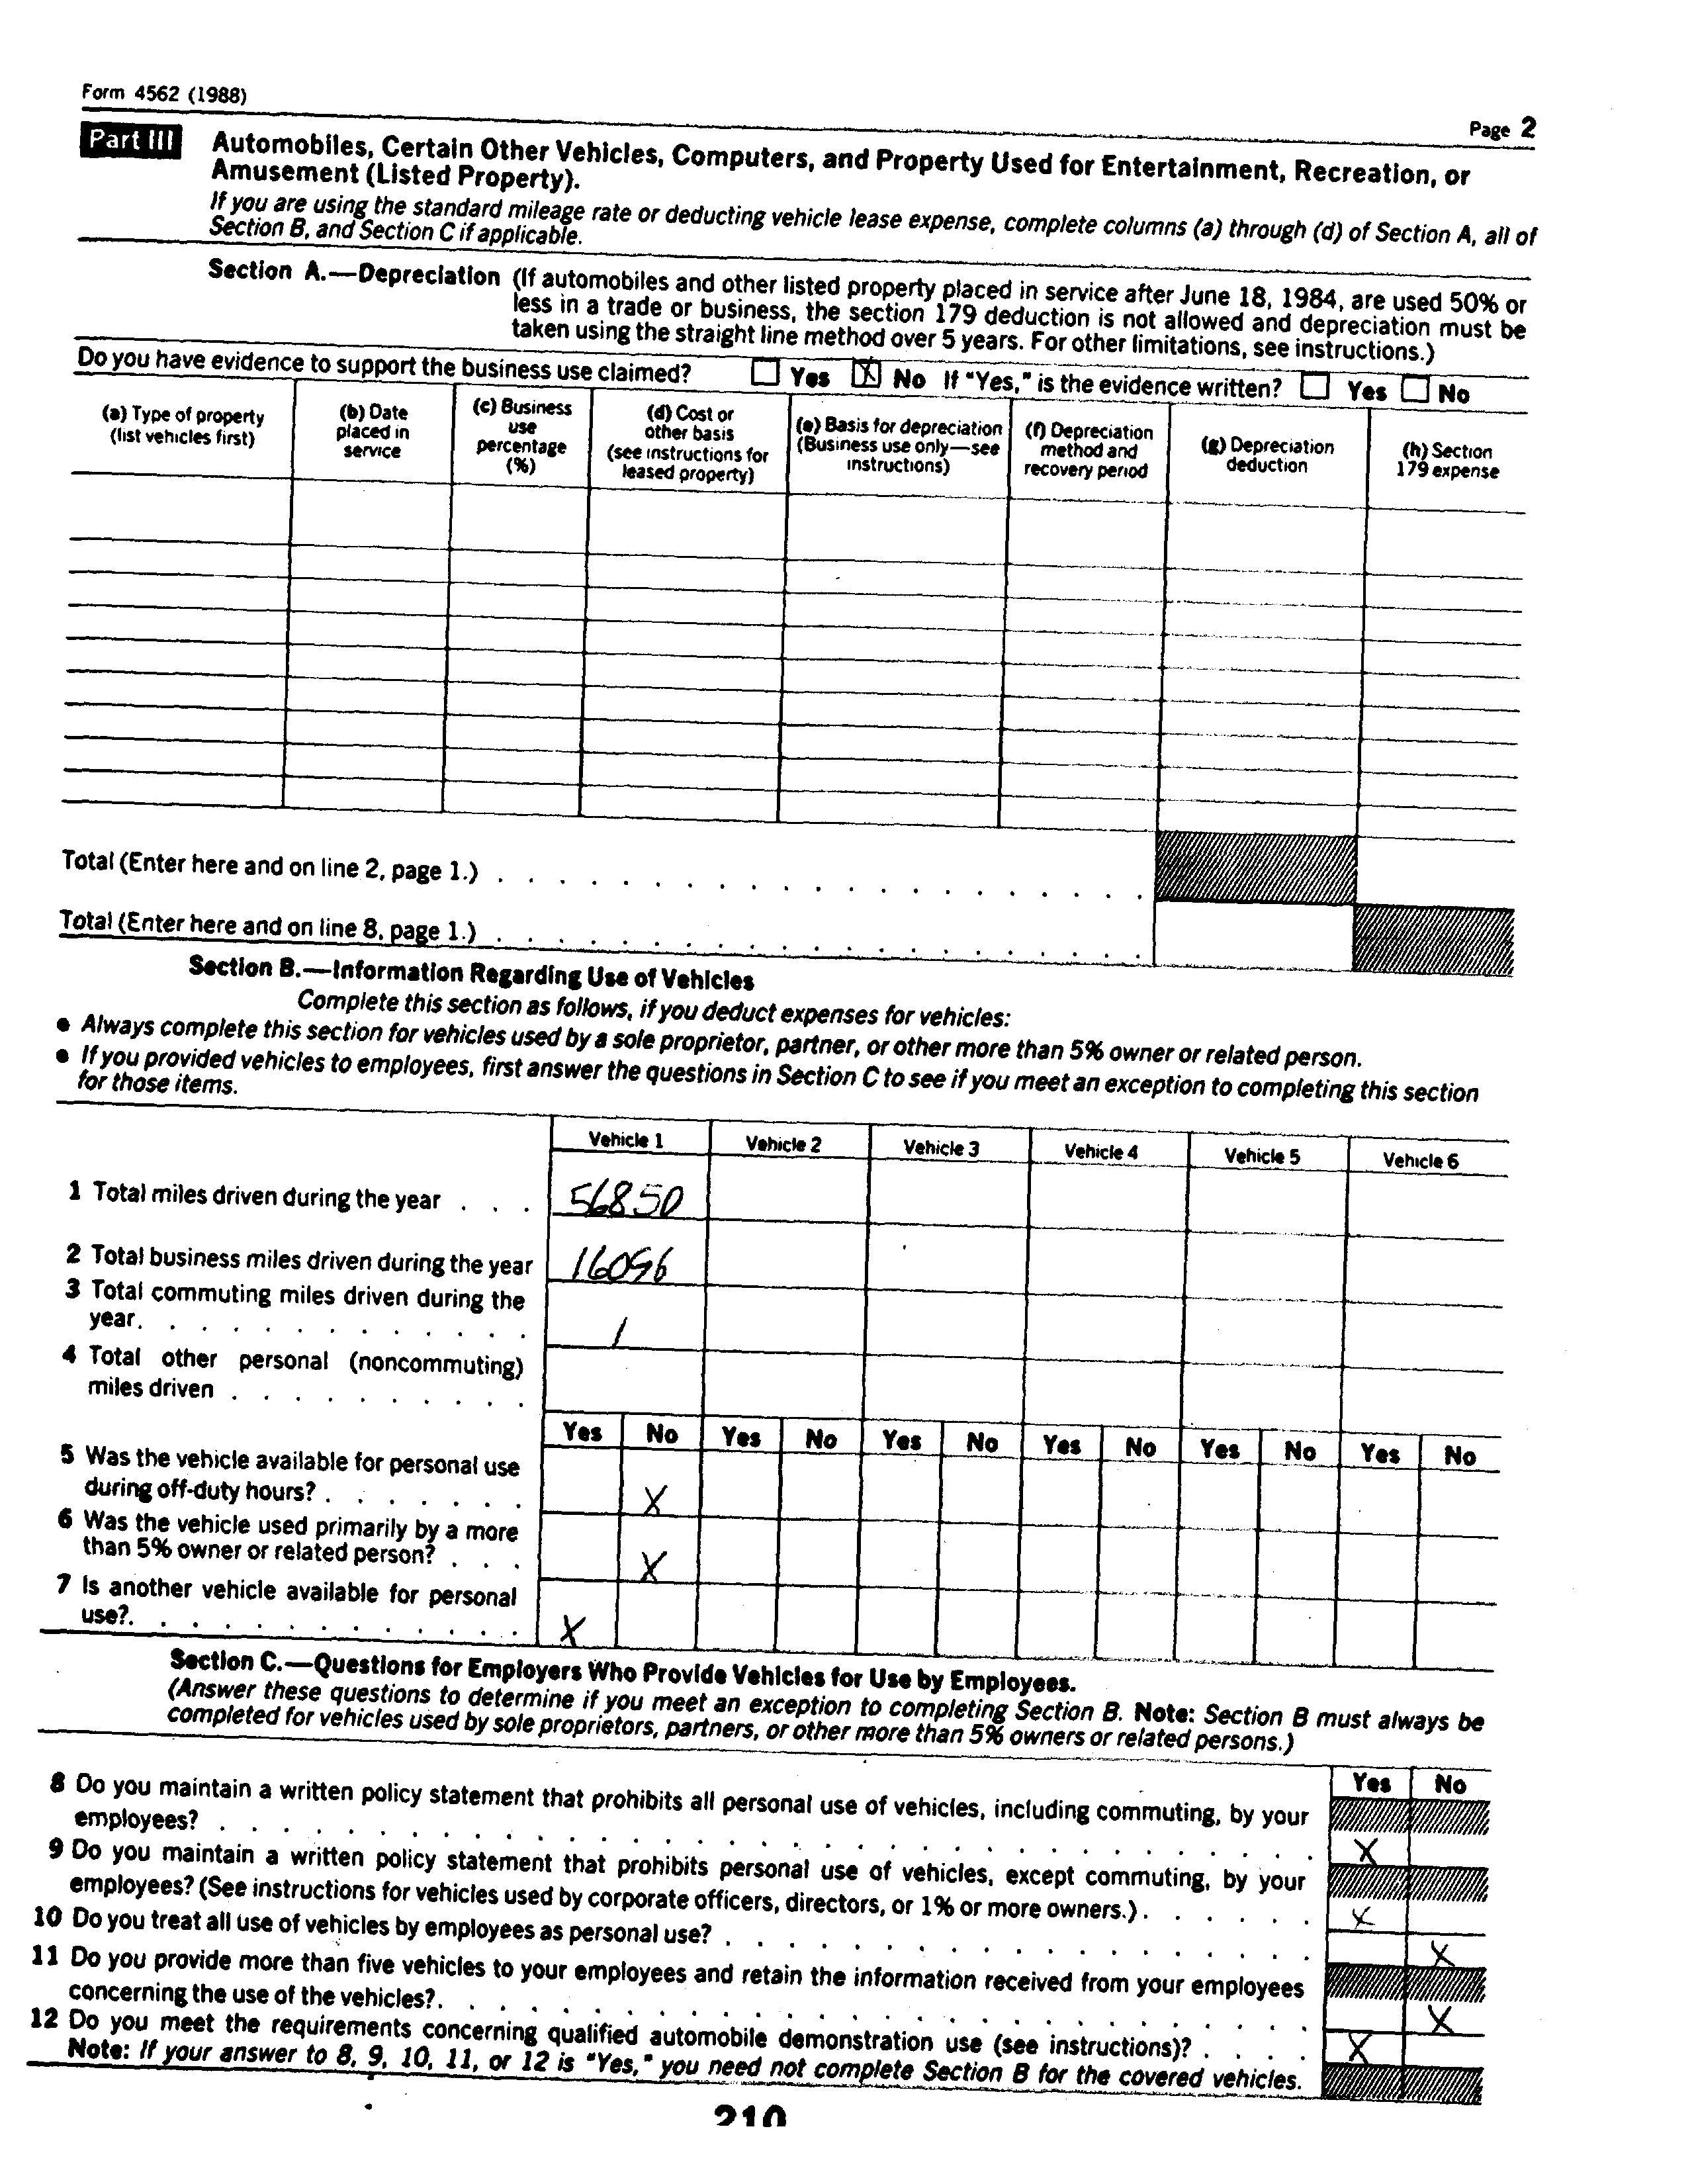 Form 4562 (1988)
Page 2
Part III Automobiles, Certain Other Vehicles, Computers, and Property Used for Entertainment, Recreation, or
Amusement (Listed Property).
If you are using the standard mileage rate or deducting vehicle lease expense, complete columns (a) through (d) of Section A, all of
Section B, and Section C if applicable.
Section A.—Depreciation (If automobiles and other listed property placed in service after June 18, 1984, are used 50% or
less in a trade or business, the section 179 deduction is not allowed and depreciation must be
taken using the straight line method over 5 years. For other limitations, see instructions.)
Do you have evidence to support the business use claimed? Yes X No If "Yes," is the evidence written? Yes No
(a) Type of property
(list vehicles first)
(b) Date
placed in
service
(c) Business
use
percentage
(%)
(d) Cost or
other basis
(see instructions for
leased property)
(e) Basis for depreciation
(Business use only—see
instructions)
(f) Depreciation
method and
recovery period
(g) Depreciation
deduction
(h) Section
179 expense
Total (Enter here and on line 2, page 1.) . . . . . . . . . . . . . . . . . . . . .
Total (Enter here and on line 8, page 1.) . . . . . . . . . . . . . . . . . . . . .
Section B.—Information Regarding Use of Vehicles
Complete this section as follows, if you deduct expenses for vehicles:
● Always complete this section for vehicles used by a sole proprietor, partner, or other more than 5% owner or related person.
● If you provided vehicles to employees, first answer the questions in Section C to see if you meet an exception to completing this section
for those items.
Vehicle 1 Vehicle 2 Vehicle 3 Vehicle 4 Vehicle 5 Vehicle 6
1 Total miles driven during the year . . . 56850
2 Total business miles driven during the year 16096
3 Total commuting miles driven during the
year. . . . . . . . . . . . . /
4 Total other personal (noncommuting)
miles driven . . . . . . . . . .
Yes No Yes No Yes No Yes No Yes No Yes No
5 Was the vehicle available for personal use
during off-duty hours? . . . . . . . X
6 Was the vehicle used primarily by a more
than 5% owner or related person? . . . X
7 Is another vehicle available for personal
use?. . . . . . . . . . . . . X
Section C.—Questions for Employers Who Provide Vehicles for Use by Employees.
(Answer these questions to determine if you meet an exception to completing Section B. Note: Section B must always be
completed for vehicles used by sole proprietors, partners, or other more than 5% owners or related persons.)
Yes No
8 Do you maintain a written policy statement that prohibits all personal use of vehicles, including commuting, by your
employees? . . . . . . . . . . . . . . . . . . . . . . . . . . . . . . . . . . . X
9 Do you maintain a written policy statement that prohibits personal use of vehicles, except commuting, by your
employees? (See instructions for vehicles used by corporate officers, directors, or 1% or more owners.) . . . . . . X
10 Do you treat all use of vehicles by employees as personal use? . . . . . . . . . . . . . . . . . . . X
11 Do you provide more than five vehicles to your employees and retain the information received from your employees
concerning the use of the vehicles?. . . . . . . . . . . . . . . . . . . . . . . . . . . . X
12 Do you meet the requirements concerning qualified automobile demonstration use (see instructions)? . . . . X
Note: If your answer to 8, 9, 10, 11, or 12 is "Yes," you need not complete Section B for the covered vehicles.
210